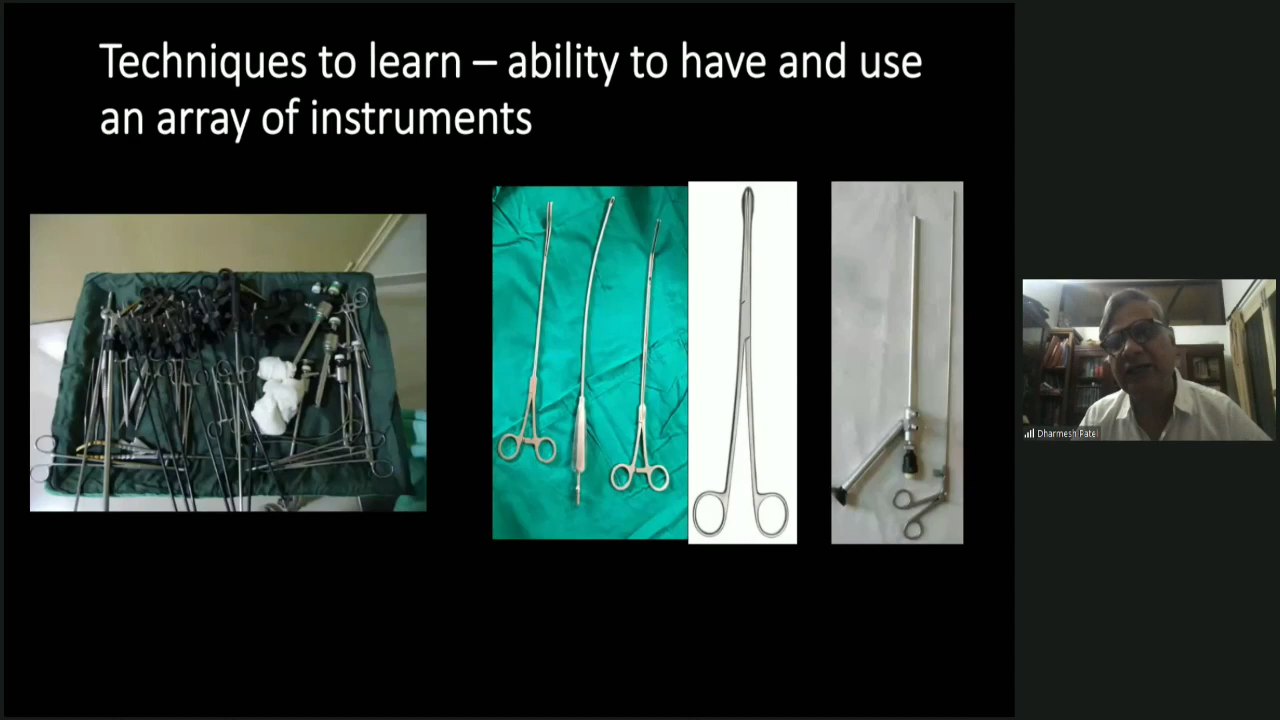 Techniques to learn – ability to have and use
an array of instruments
Dharmesh Patel